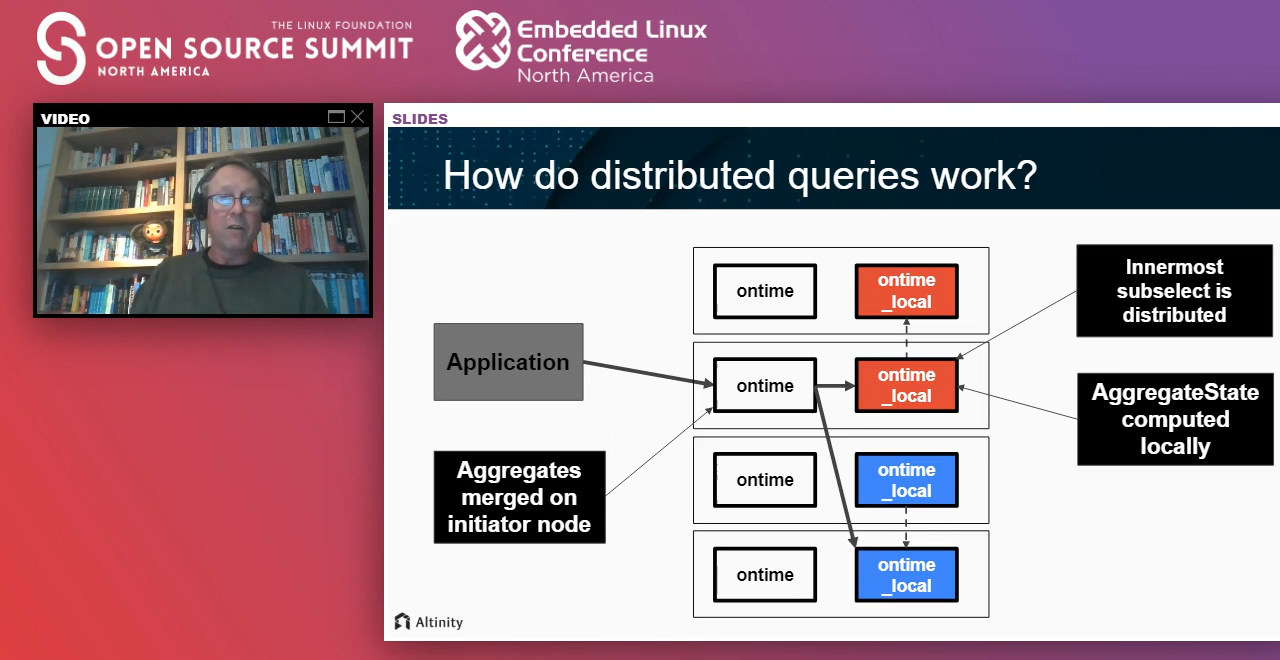 THE LINUX FOUNDATION
OPEN SOURCE SUMMIT
NORTH AMERICA
Embedded Linux
Conference
North America
VIDEO
SLIDES
How do distributed queries work?
Application
Aggregates
merged on
initiator node
ontime
ontime
_local
ontime
ontime
_local
ontime
ontime
_local
ontime
ontime
_local
Innermost
subselect is
distributed
AggregateState
computed
locally
Altinity